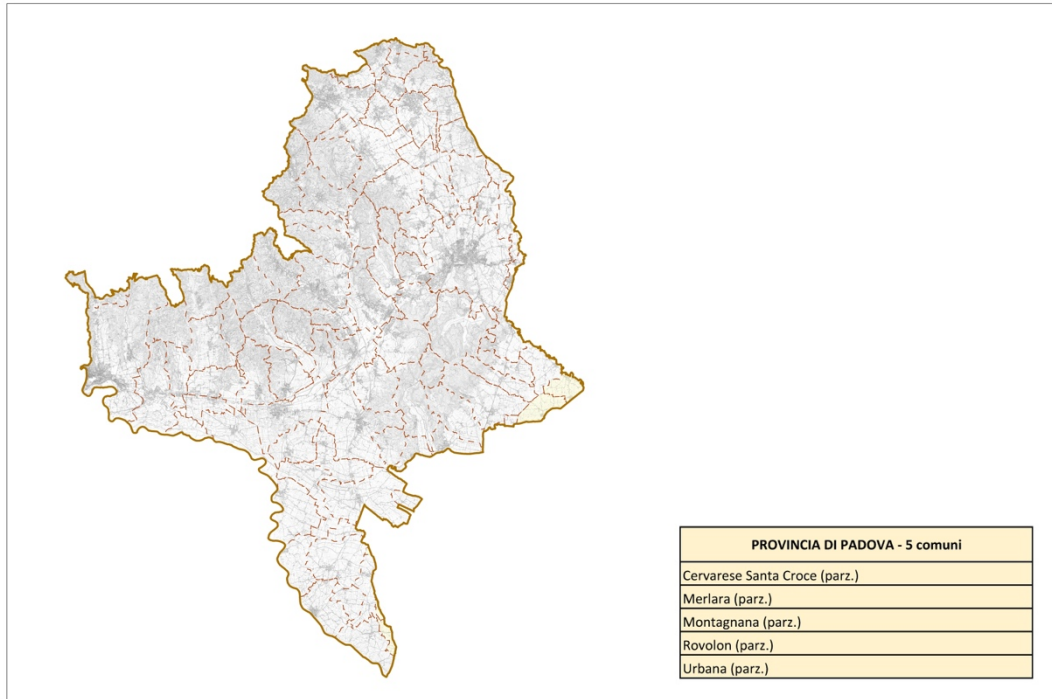 PROVINCIA DI PADOVA - 5 comuni
Cervarese Santa Croce (parz.)
Merlara (parz.)
Montagnana (parz.)
Rovolon (parz.)
Urbana (parz.)